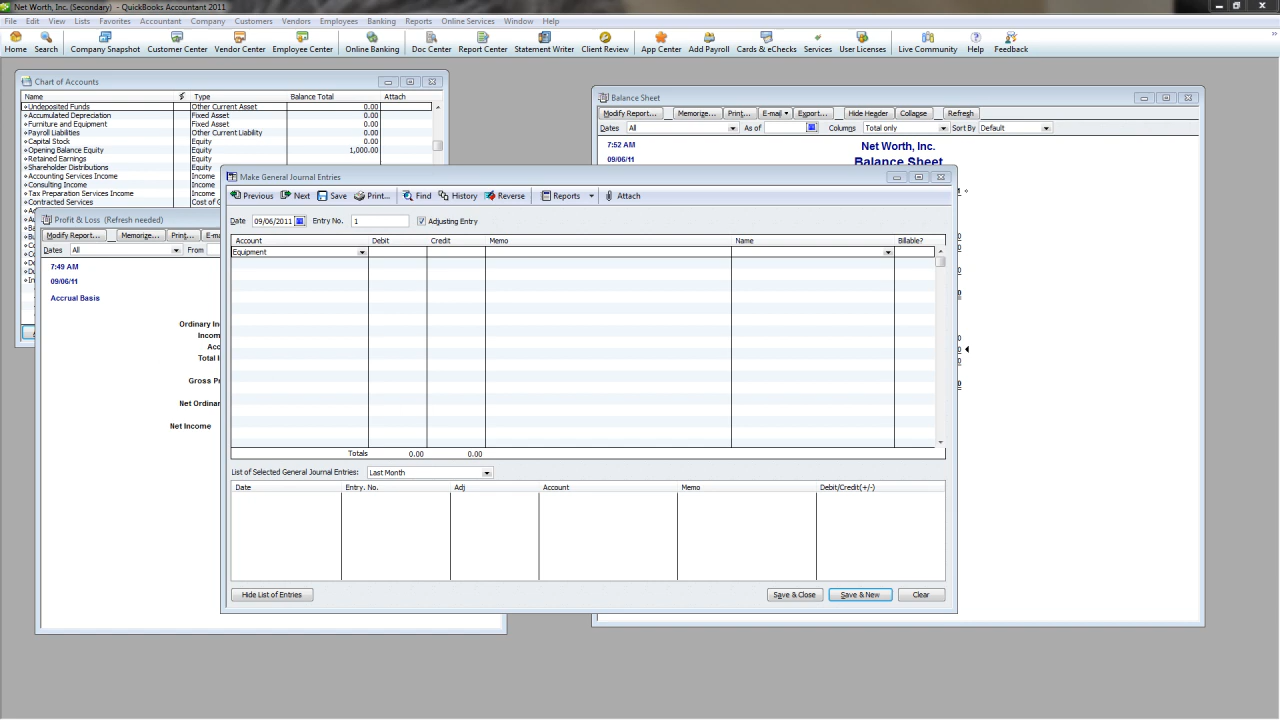 Net Worth, Inc. (Secondary) - QuickBooks Accountant 2011
File Edit View Lists Favorites Accountant Company Customers Vendors Employees Banking Reports Online Services Window Help
Home Search Company Snapshot Customer Center Vendor Center Employee Center Online Banking Doc Center Report Center Statement Writer Client Review App Center Add Payroll Cards & eChecks Services User Licenses Live Community Help Feedback
Chart of Accounts
Name Type Balance Total Attach
Undeposited Funds Other Current Asset 0.00
Accumulated Depreciation Fixed Asset 0.00
Furniture and Equipment Fixed Asset 0.00
Payroll Liabilities Other Current Liability 0.00
Capital Stock Equity 0.00
Opening Balance Equity Equity 1,000.00
Retained Earnings Equity
Shareholder Distributions Equity
Accounting Services Income Income
Consulting Income Income
Tax Preparation Services Income Income
Contracted Services Cost of G
Profit & Loss (Refresh needed)
Modify Report... Memorize... Print... E-m
Dates All From
7:49 AM
09/06/11
Accrual Basis
Ordinary In
Incom
Acc
Total I
Gross Pr
Net Ordinar
Net Income
Balance Sheet
Modify Report... Memorize... Print... E-mail Export... Hide Header Collapse Refresh
Dates All As of Columns Total only Sort By Default
7:52 AM Net Worth, Inc.
09/06/11 Balance Sheet
Make General Journal Entries
Previous Next Save Print... Find History Reverse Reports Attach
Date 09/06/2011 Entry No. 1 Adjusting Entry
Account Debit Credit Memo Name Billable?
Equipment
Totals 0.00 0.00
List of Selected General Journal Entries: Last Month
Date Entry. No. Adj Account Memo Debit/Credit(+/-)
Hide List of Entries Save & Close Save & New Clear